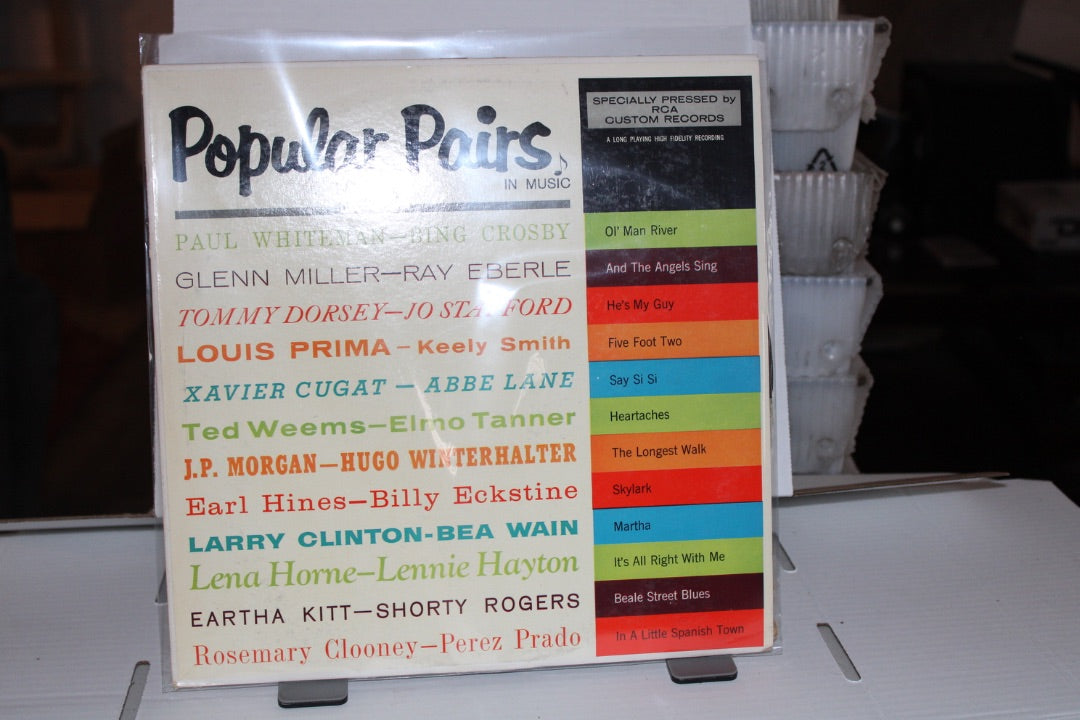 Popular Pairs
IN MUSIC
PAUL WHITEMAN—BING CROSBY
GLENN MILLER—RAY EBERLE
TOMMY DORSEY—JO STAFFORD
LOUIS PRIMA – Keely Smith
XAVIER CUGAT — ABBE LANE
Ted Weems—Elmo Tanner
J.P. MORGAN—HUGO WINTERHALTER
Earl Hines—Billy Eckstine
LARRY CLINTON-BEA WAIN
Lena Horne—Lennie Hayton
EARTHA KITT—SHORTY ROGERS
Rosemary Clooney—Perez Prado
SPECIALLY PRESSED by
RCA
CUSTOM RECORDS
A LONG PLAYING HIGH FIDELITY RECORDING
Ol' Man River
And The Angels Sing
He's My Guy
Five Foot Two
Say Si Si
Heartaches
The Longest Walk
Skylark
Martha
It's All Right With Me
Beale Street Blues
In A Little Spanish Town